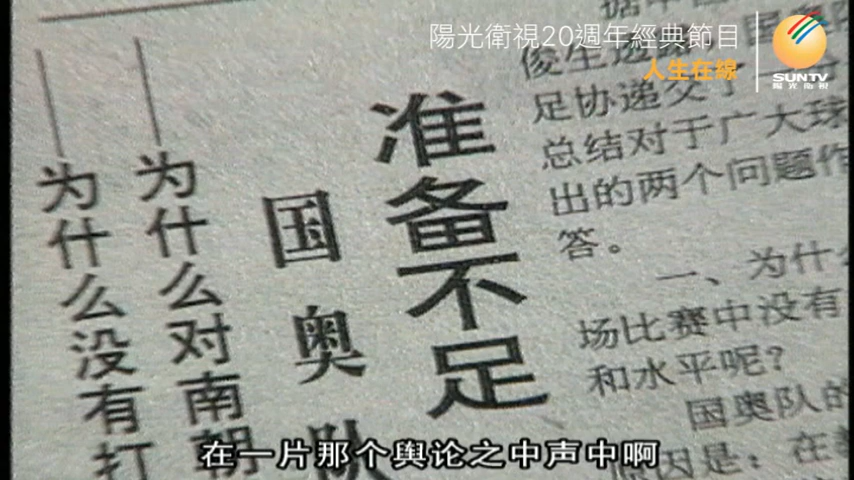 陽光衛視20週年經典節目
人生在線
SUNTV
陽光衛視
准备不足
国奥队
——为什么对南朝
——为什么没有打
足协递交了
总结对于广大球
出的两个问题作
答。
一、为什么
场比赛中没有
和水平呢?
国奥队的
原因是:在
在一片那个舆论之中声中啊